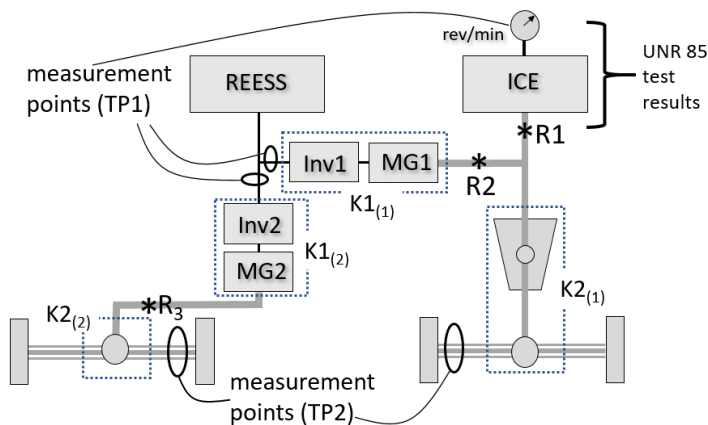 rev/min
UNR 85
test
results
measurement
points (TP1)
REESS
ICE
*R1
Inv1
MG1
*
R2
K1(1)
Inv2
MG2
K1(2)
K2(1)
K2(2)
*R3
measurement
points (TP2)